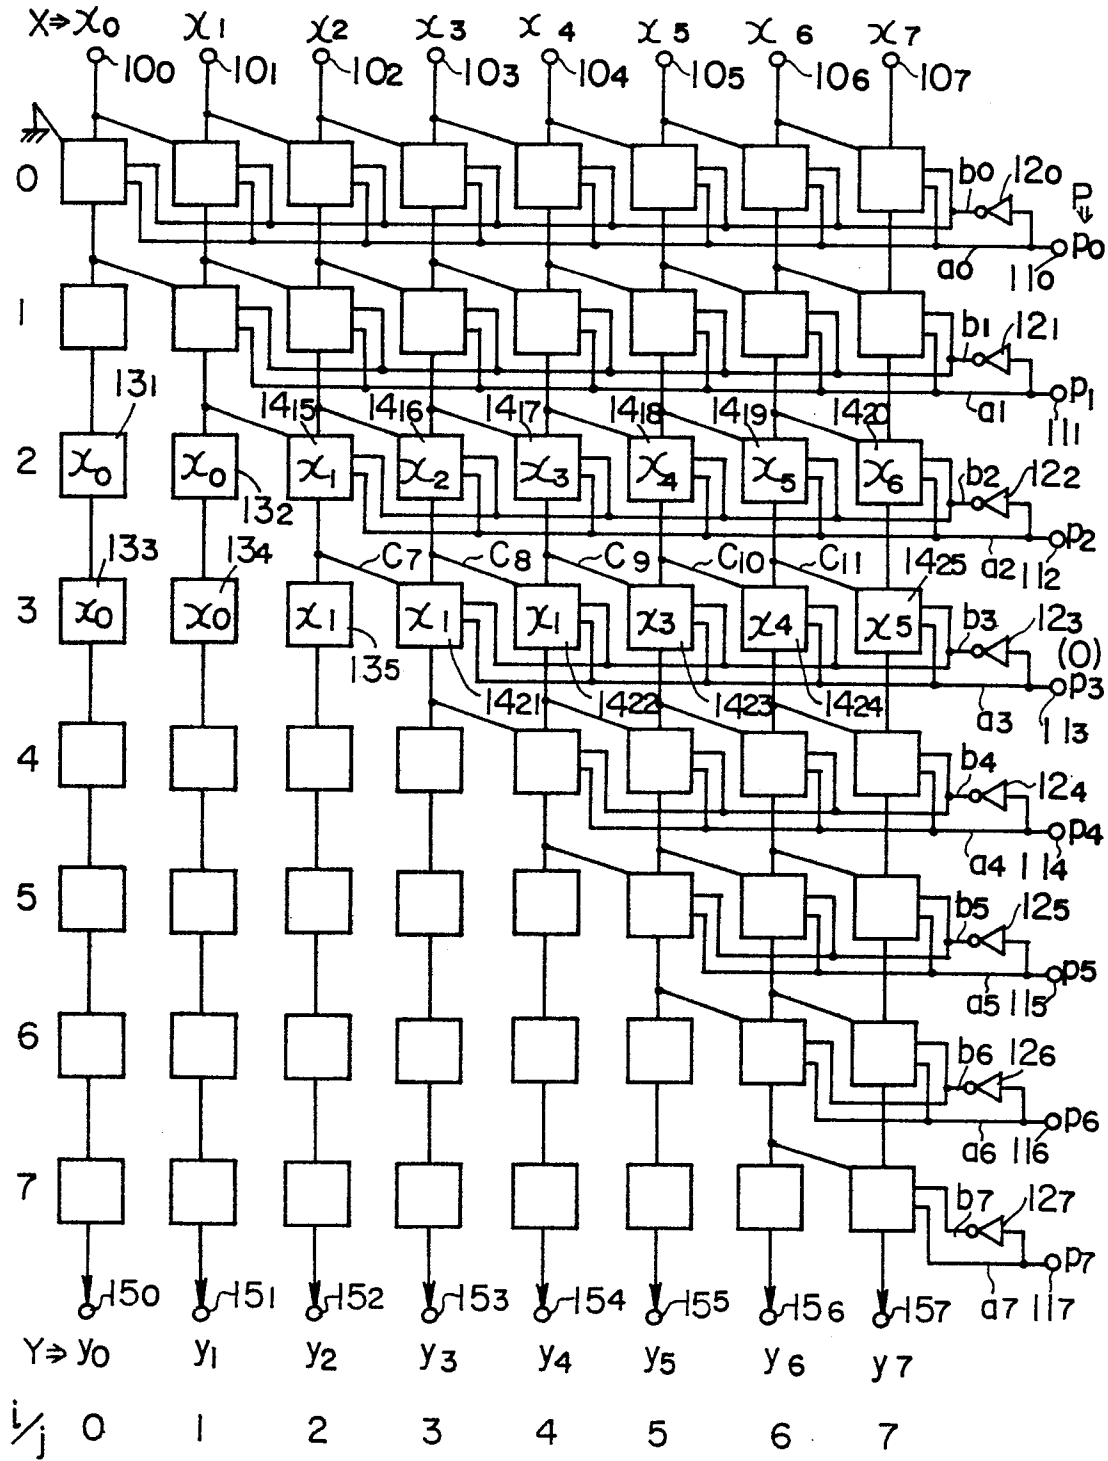 X⇒ x0 x1 x2 x3 x4 x5 x6 x7
100 101 102 103 104 105 106 107
0 b0 120 P⇓
a0 110 p0
1 b1 121
a1 111 p1
131 1415 1416 1417 1418 1419 1420
2 x0 x0 x1 x2 x3 x4 x5 x6 b2 122
132 a2 112 p2
133 134 C7 C8 C9 C10 C11 1425
3 x0 x0 x1 x1 x1 x3 x4 x5 b3 123
(0)
135 1421 1422 1423 1424 a3 113 p3
4 b4 124
a4 114 p4
5 b5 125
a5 115 p5
6 b6 126
a6 116 p6
7 b7 127
a7 117 p7
150 151 152 153 154 155 156 157
Y⇒ y0 y1 y2 y3 y4 y5 y6 y7
i/j 0 1 2 3 4 5 6 7